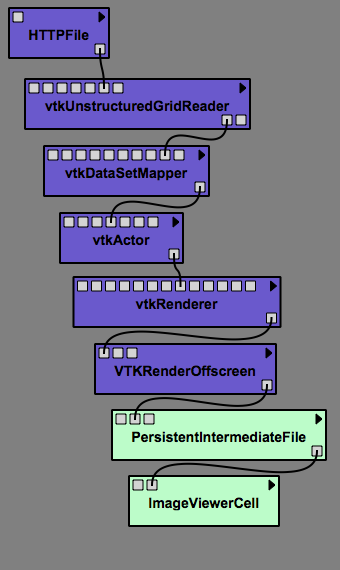 HTTPFile
vtkUnstructuredGridReader
vtkDataSetMapper
vtkActor
vtkRenderer
VTKRenderOffscreen
PersistentIntermediateFile
ImageViewerCell